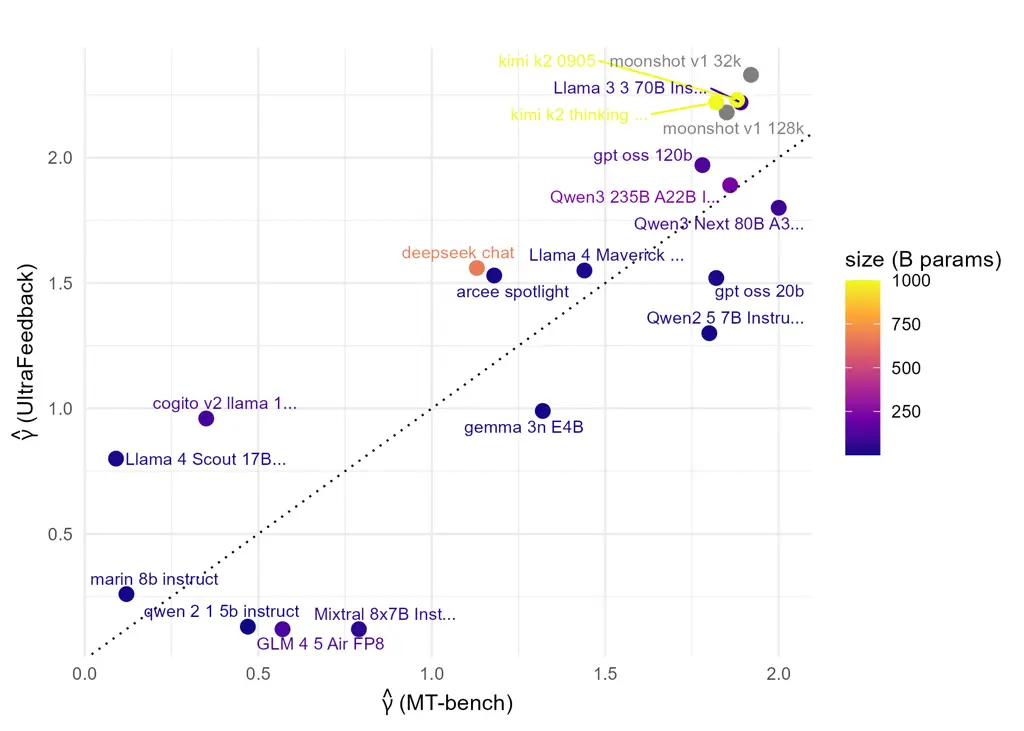 kimi k2 0905
moonshot v1 32k
Llama 3 3 70B Ins...
kimi k2 thinking ...
moonshot v1 128k
gpt oss 120b
Qwen3 235B A22B I...
Qwen3 Next 80B A3...
deepseek chat
Llama 4 Maverick ...
arcee spotlight
gpt oss 20b
Qwen2 5 7B Instru...
cogito v2 llama 1...
gemma 3n E4B
Llama 4 Scout 17B...
marin 8b instruct
qwen 2 1 5b instruct
Mixtral 8x7B Inst...
GLM 4 5 Air FP8
2.0
1.5
1.0
0.5
0.0
0.5
1.0
1.5
2.0
γ̂ (UltraFeedback)
γ̂ (MT-bench)
size (B params)
1000
750
500
250